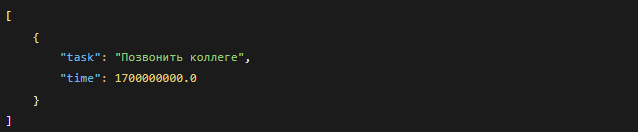 [
{
"task": "Позвонить коллеге",
"time": 1700000000.0
}
]